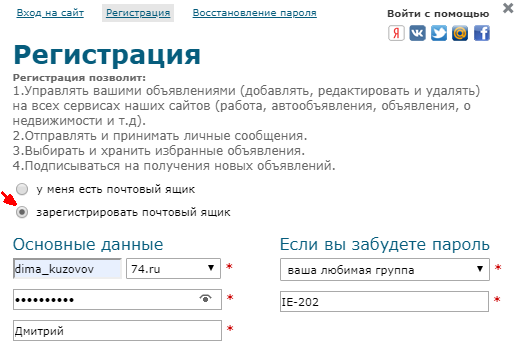 Вход на сайт Регистрация Восстановление пароля Войти с помощью
Регистрация
Регистрация позволит:
1.Управлять вашими объявлениями (добавлять, редактировать и удалять)
на всех сервисах наших сайтов (работа, автообъявления, объявления, о
недвижимости и т.д).
2.Отправлять и принимать личные сообщения.
3.Выбирать и хранить избранные объявления.
4.Подписываться на получения новых объявлений.
у меня есть почтовый ящик
зарегистрировать почтовый ящик
Основные данные
dima_kuzovov 74.ru *
•••••••••• *
Дмитрий
Если вы забудете пароль
ваша любимая группа *
IE-202 *